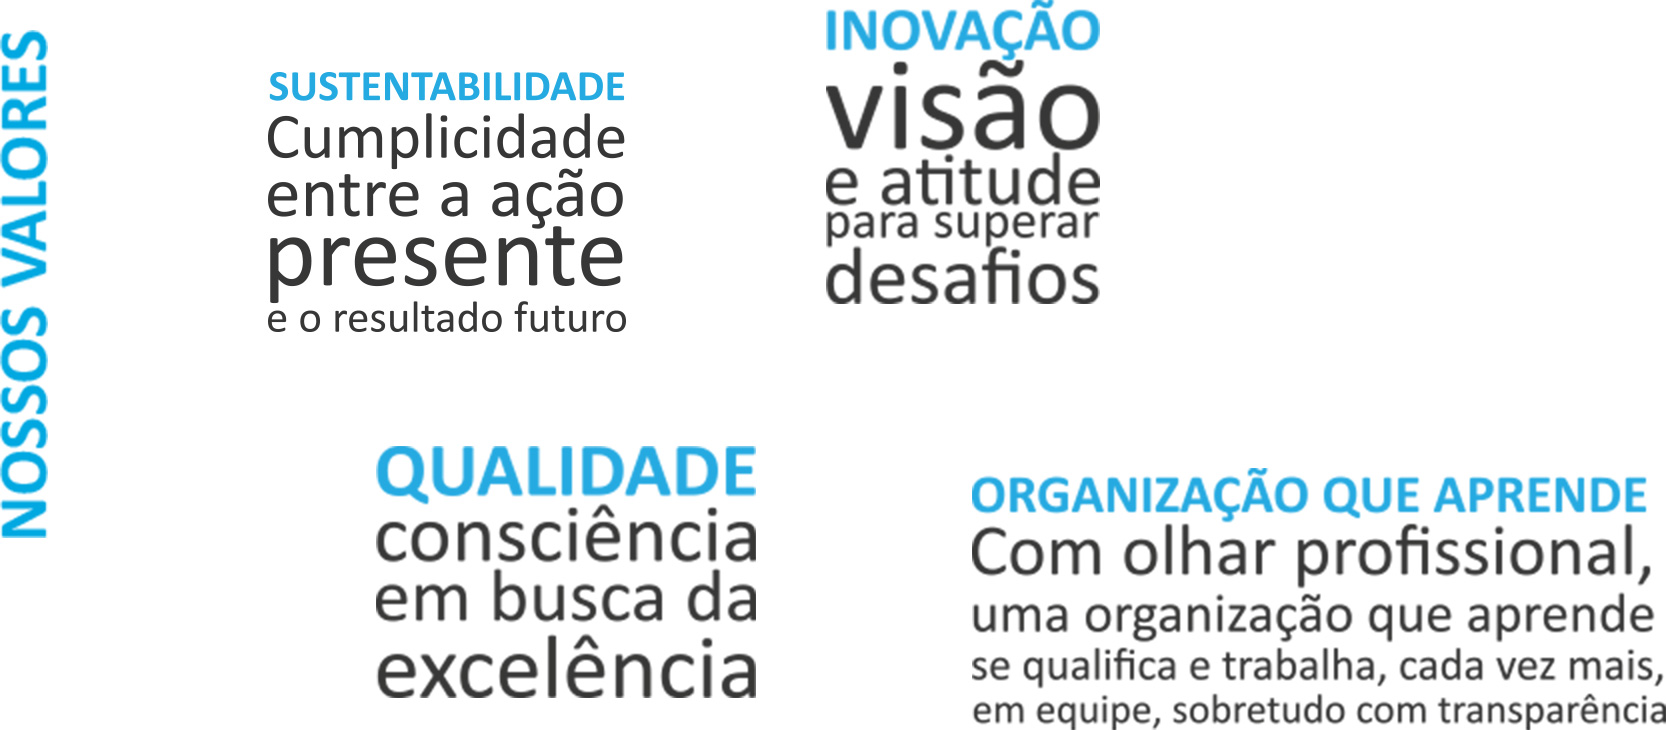 NOSSOS VALORES
SUSTENTABILIDADE
Cumplicidade
entre a ação
presente
e o resultado futuro
INOVAÇÃO
visão
e atitude
para superar
desafios
QUALIDADE
consciência
em busca da
excelência
ORGANIZAÇÃO QUE APRENDE
Com olhar profissional,
uma organização que aprende
se qualifica e trabalha, cada vez mais,
em equipe, sobretudo com transparência